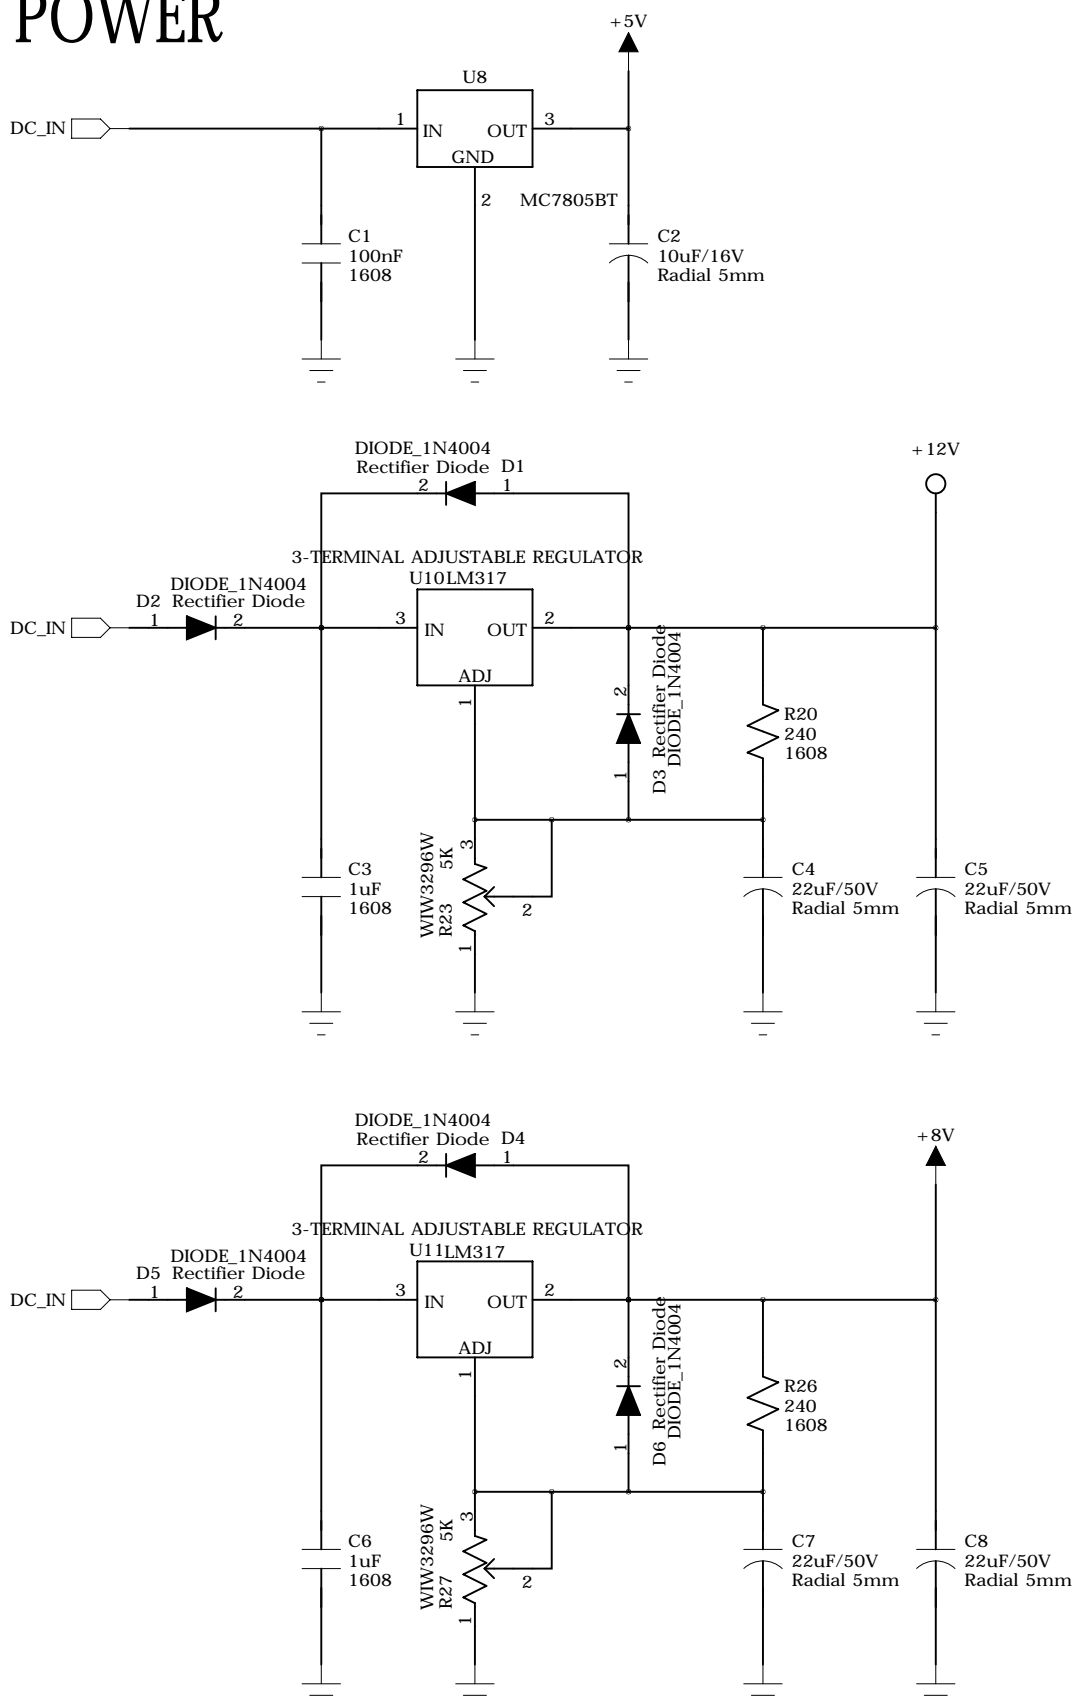 POWER
+5V
U8
DC_IN
1
IN
OUT
3
GND
2
MC7805BT
C1
100nF
1608
C2
10uF/16V
Radial 5mm
DIODE_1N4004
Rectifier Diode D1
2
1
+12V
3-TERMINAL ADJUSTABLE REGULATOR
U10LM317
DIODE_1N4004
D2 Rectifier Diode
DC_IN
1
2
3
IN
OUT
2
ADJ
1
2
1
D3 Rectifier Diode
DIODE_1N4004
R20
240
1608
C3
1uF
1608
WIW3296W
R23 5K
3
2
1
C4
22uF/50V
Radial 5mm
C5
22uF/50V
Radial 5mm
DIODE_1N4004
Rectifier Diode D4
2
1
+8V
3-TERMINAL ADJUSTABLE REGULATOR
U11LM317
DIODE_1N4004
D5 Rectifier Diode
DC_IN
1
2
3
IN
OUT
2
ADJ
1
2
1
D6 Rectifier Diode
DIODE_1N4004
R26
240
1608
C6
1uF
1608
WIW3296W
R27 5K
3
2
1
C7
22uF/50V
Radial 5mm
C8
22uF/50V
Radial 5mm